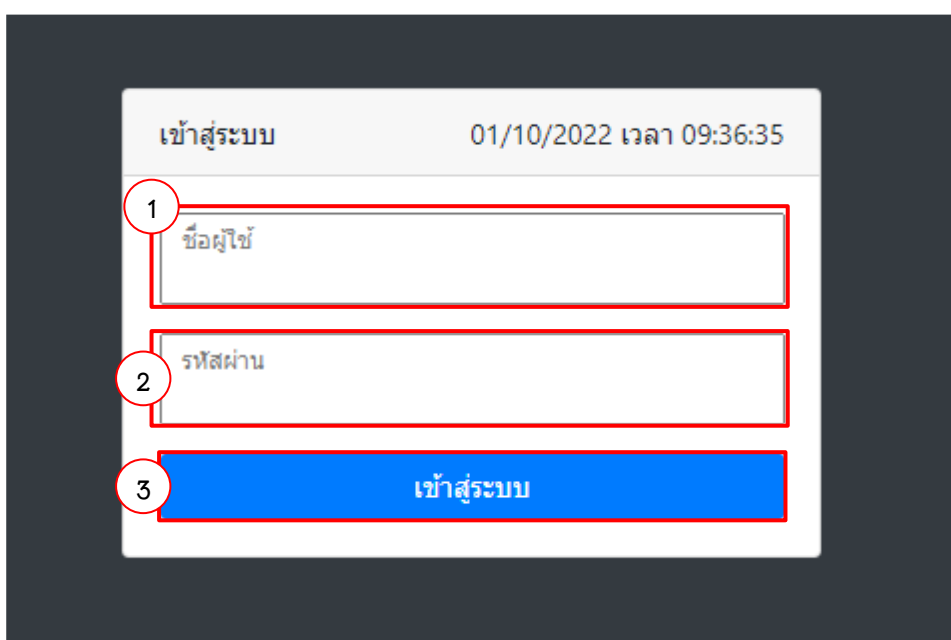 เข้าสู่ระบบ 01/10/2022 เวลา 09:36:35
1
ชื่อผู้ใช้
2
รหัสผ่าน
3
เข้าสู่ระบบ